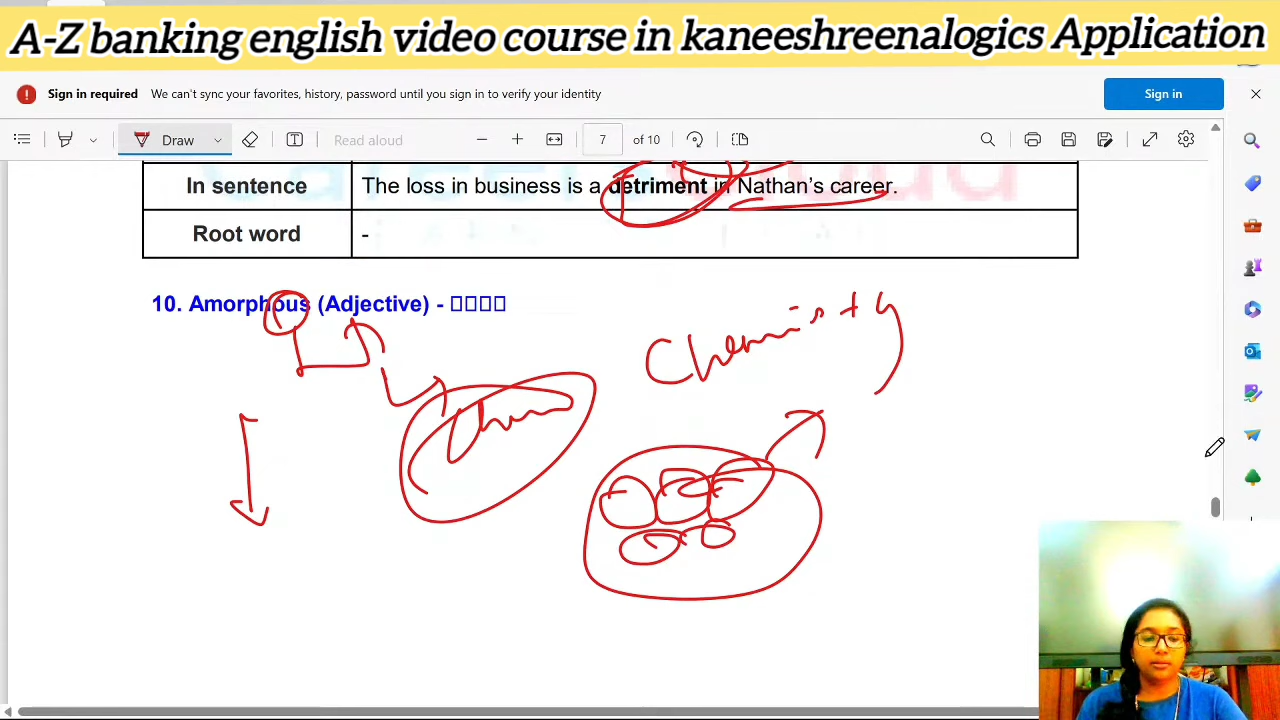 A-Z banking english video course in kaneeshreenalogics Application
Sign in required We can't sync your favorites, history, password until you sign in to verify your identity Sign in
Draw Read aloud 7 of 10
In sentence The loss in business is a detriment in Nathan's career.
Root word -
10. Amorphous (Adjective) - □□□□
Chemistry